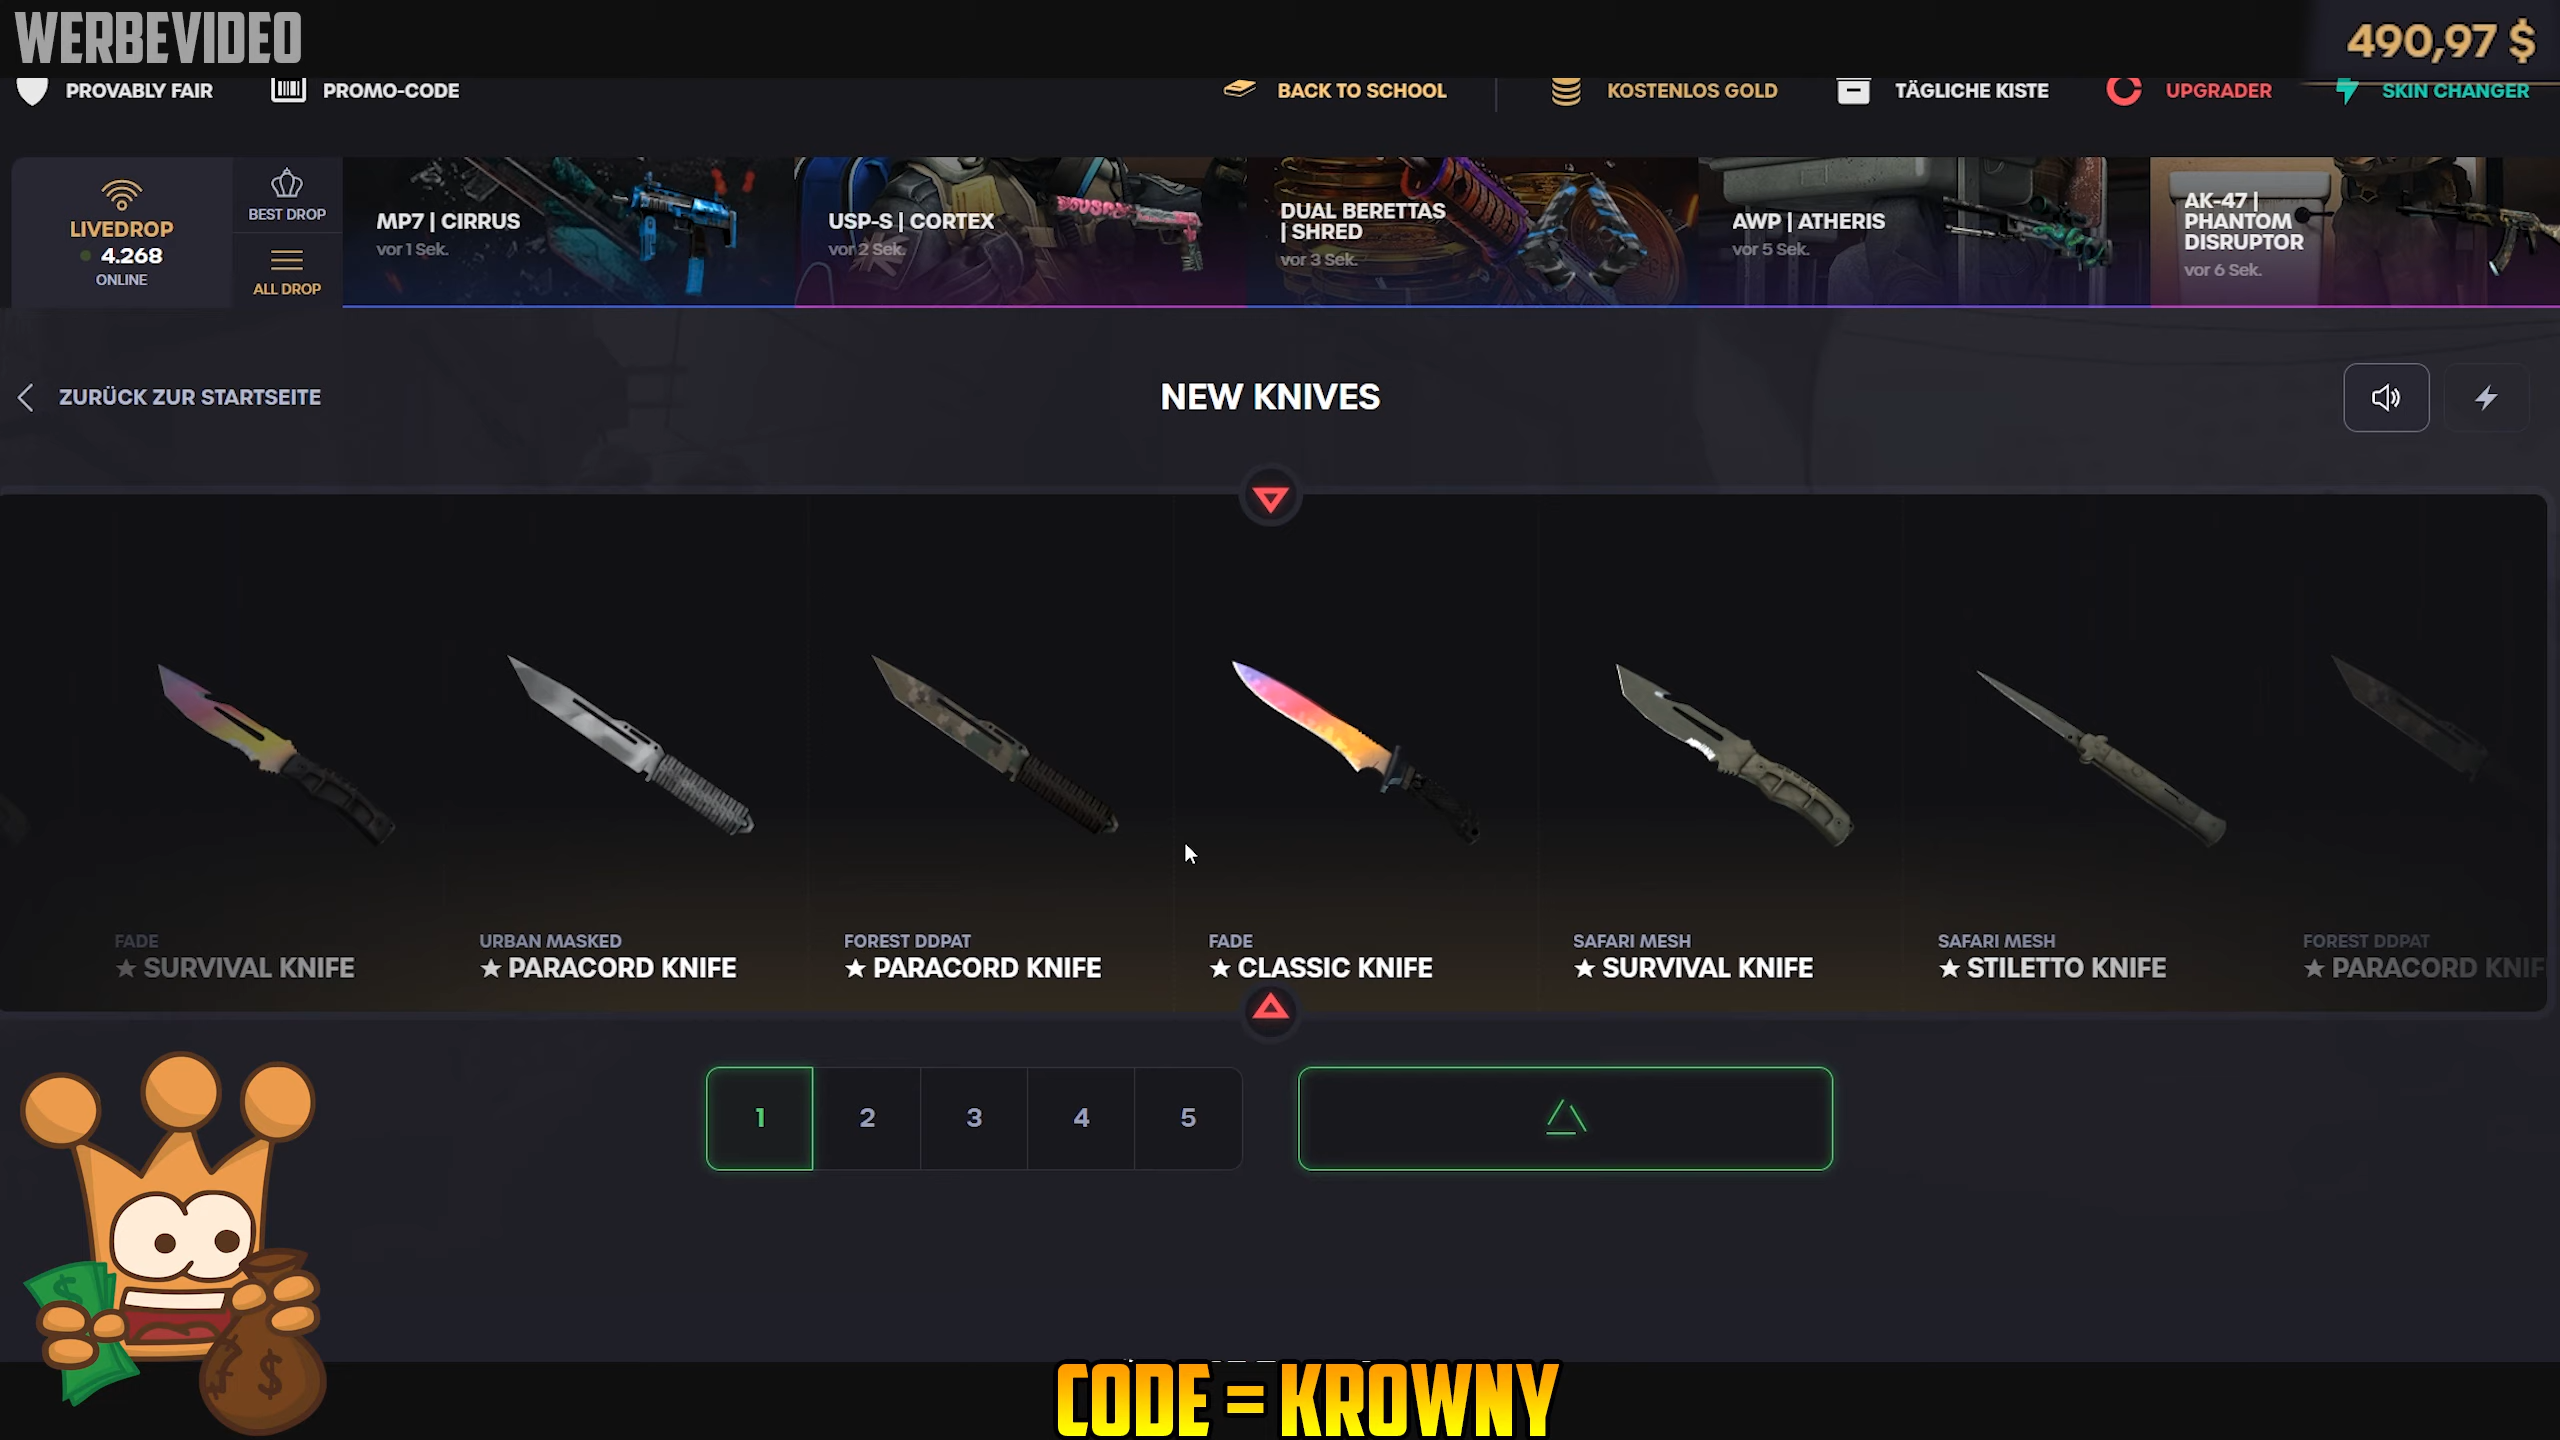 WERBEVIDEO
490,97 $
PROVABLY FAIR
PROMO-CODE
BACK TO SCHOOL
KOSTENLOS GOLD
TÄGLICHE KISTE
UPGRADER
SKIN CHANGER
LIVEDROP
4.268
ONLINE
BEST DROP
ALL DROP
MP7 | CIRRUS
vor 1 Sek.
USP-S | CORTEX
vor 2 Sek.
DUAL BERETTAS
| SHRED
vor 3 Sek.
AWP | ATHERIS
vor 5 Sek.
AK-47 |
PHANTOM
DISRUPTOR
vor 6 Sek.
ZURÜCK ZUR STARTSEITE
NEW KNIVES
FADE
★ SURVIVAL KNIFE
URBAN MASKED
★ PARACORD KNIFE
FOREST DDPAT
★ PARACORD KNIFE
FADE
★ CLASSIC KNIFE
SAFARI MESH
★ SURVIVAL KNIFE
SAFARI MESH
★ STILETTO KNIFE
FOREST DDPAT
★ PARACORD KNIF
1 2 3 4 5
CODE = KROWNY